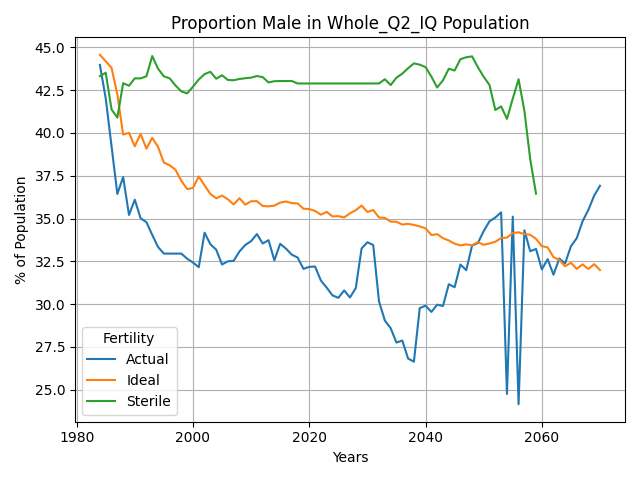 Proportion Male in Whole_Q2_IQ Population
% of Population
45.0
42.5
40.0
37.5
35.0
32.5
30.0
27.5
25.0
Fertility
Actual
Ideal
Sterile
1980
2000
2020
2040
2060
Years